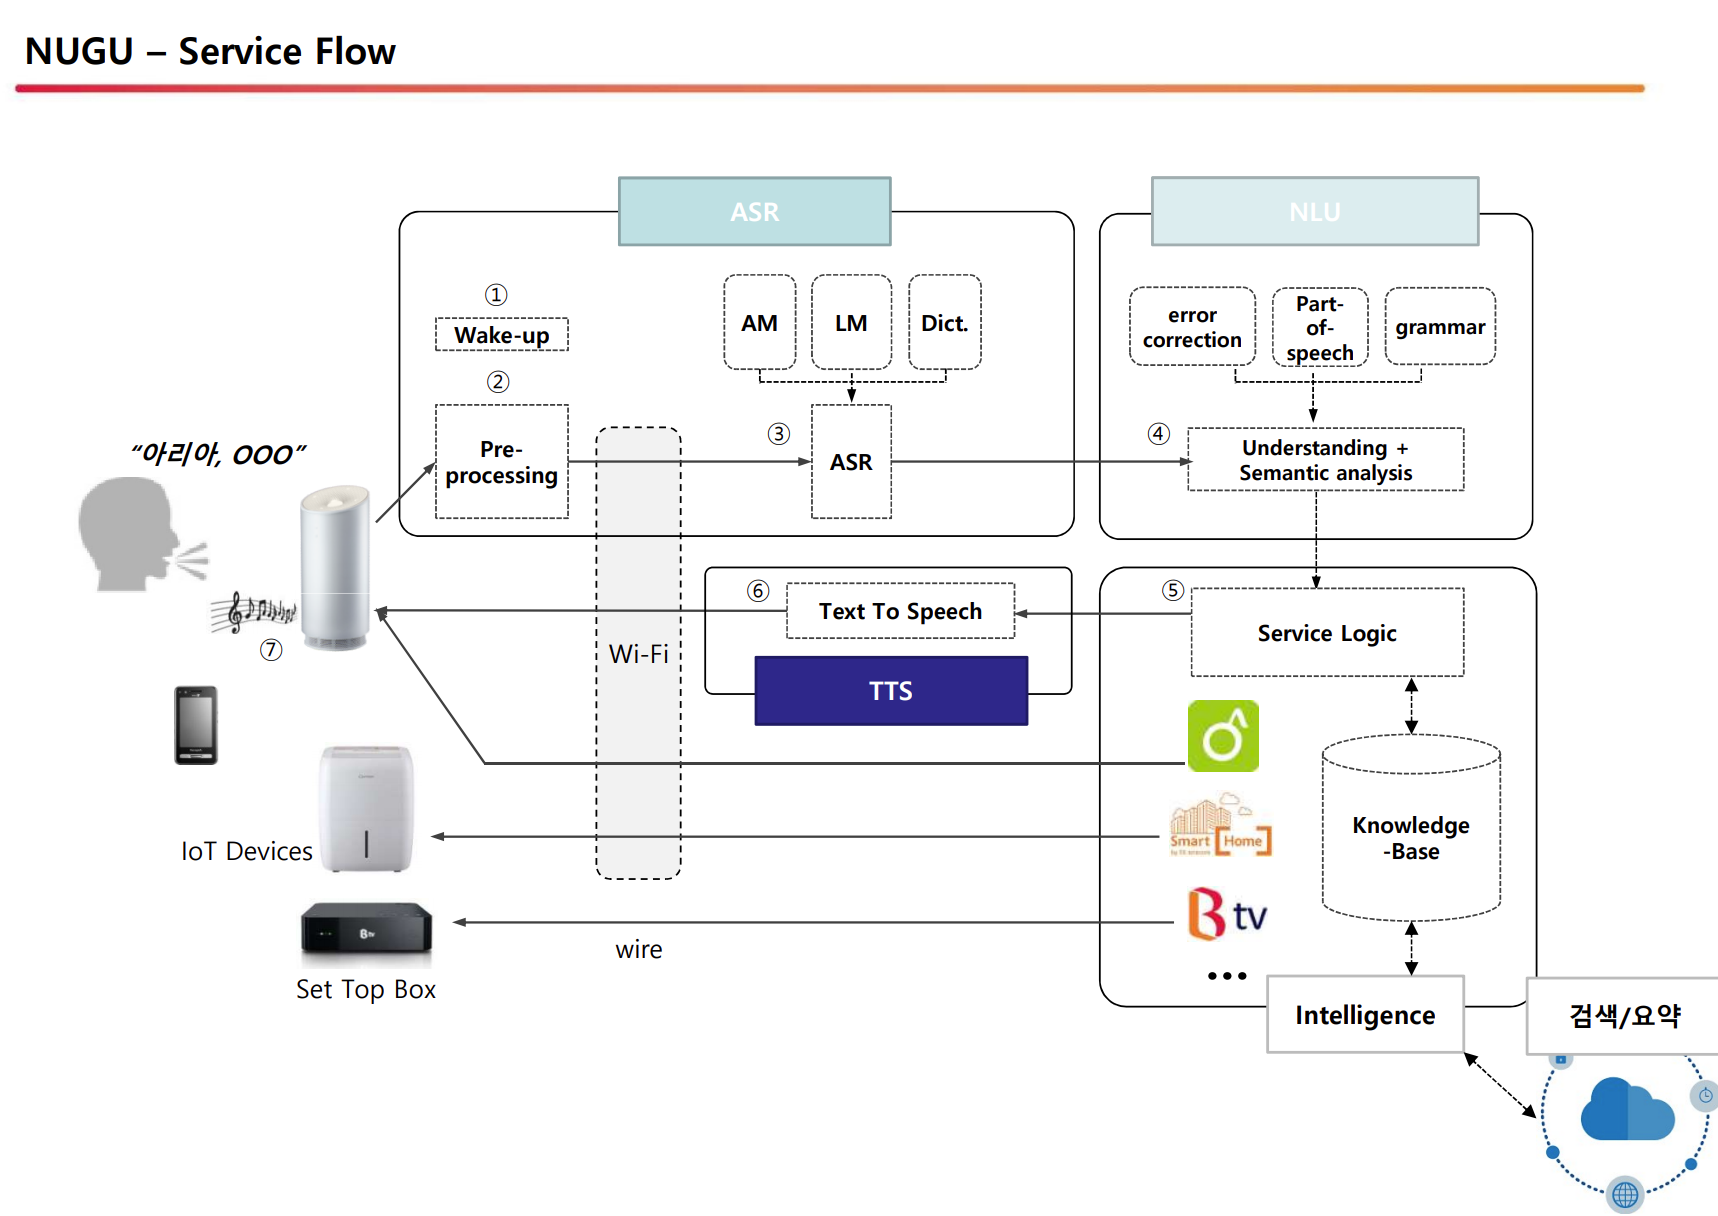 NUGU – Service Flow
ASR
NLU
①
Wake-up
AM
LM
Dict.
error
correction
Part-
of-
speech
grammar
②
Pre-
processing
③
ASR
④
Understanding +
Semantic analysis
“아리아, OOO”
⑥
Text To Speech
⑤
Service Logic
Wi-Fi
TTS
⑦
Knowledge
-Base
Smart [Home]
IoT Devices
B tv
wire
Set Top Box
...
Intelligence
검색/요약